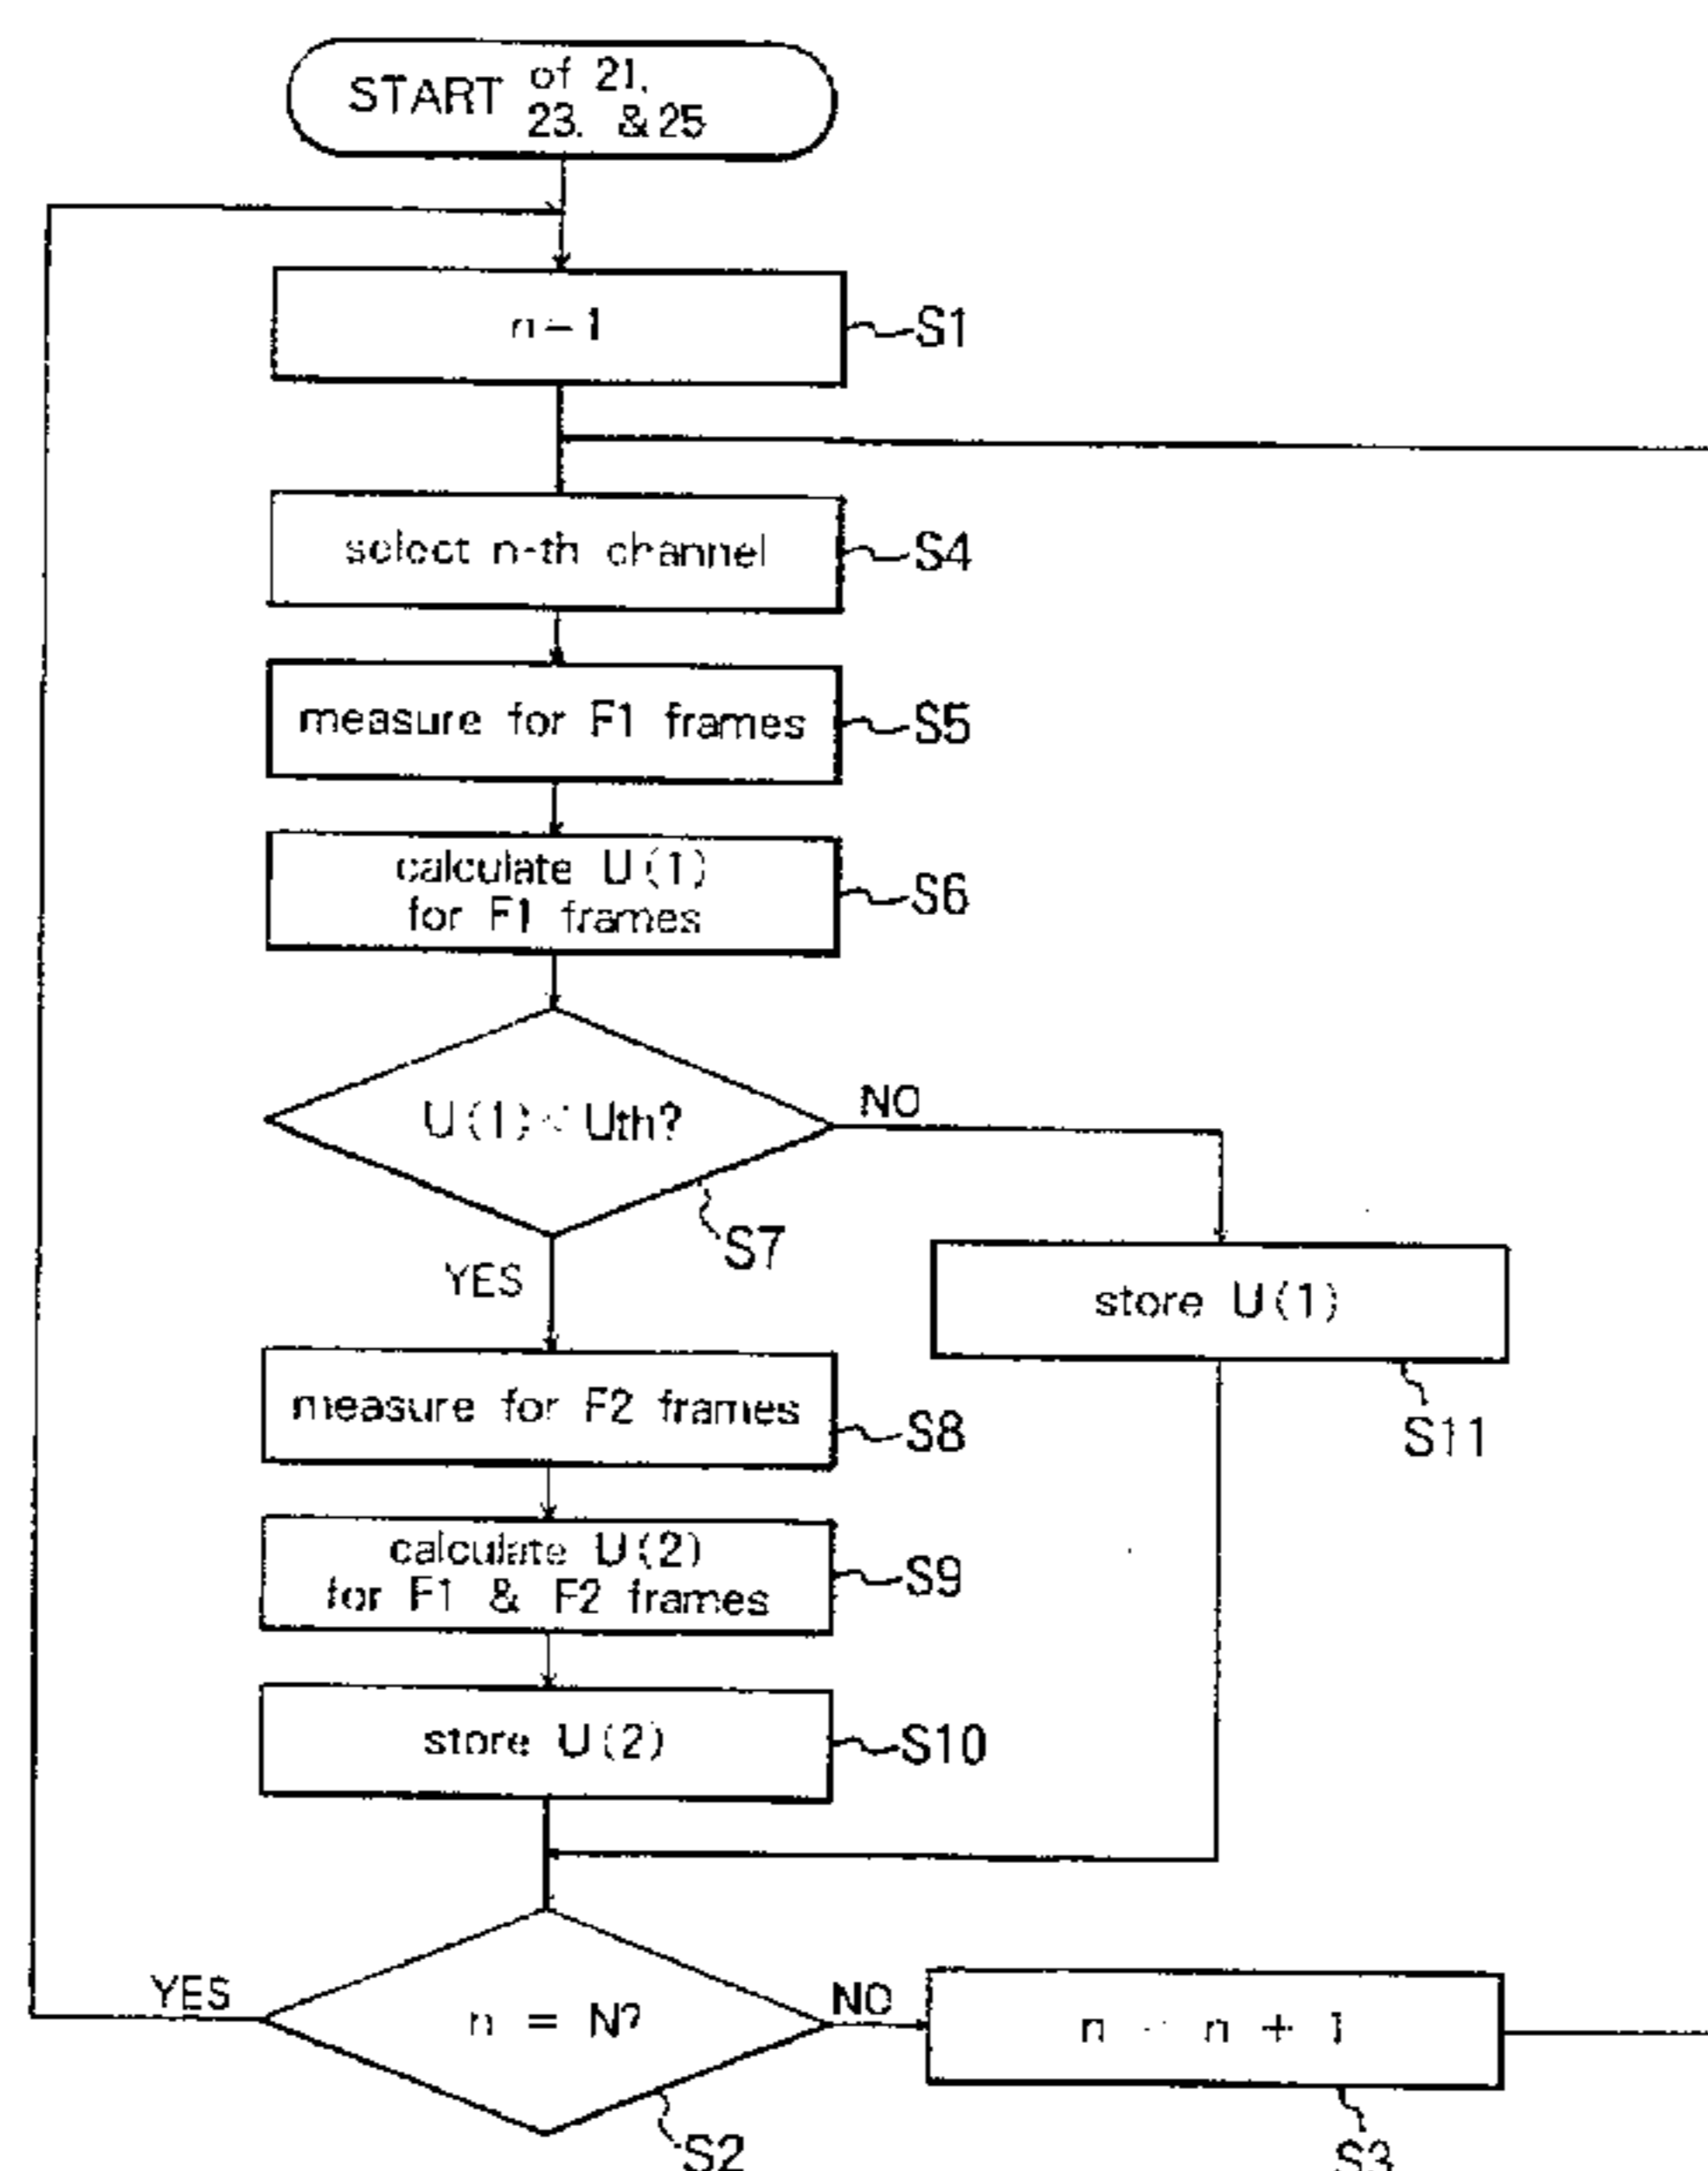 START of 21,
23, &25
n=1
S1
select n-th channel
S4
measure for F1 frames
S5
calculate U(1)
for F1 frames
S6
U(1)< Uth?
NO
S7
YES
store U(1)
S11
measure for F2 frames
S8
calculate U(2)
for F1 & F2 frames
S9
store U(2)
S10
YES
n = N?
NO
n = n + 1
S2
S3